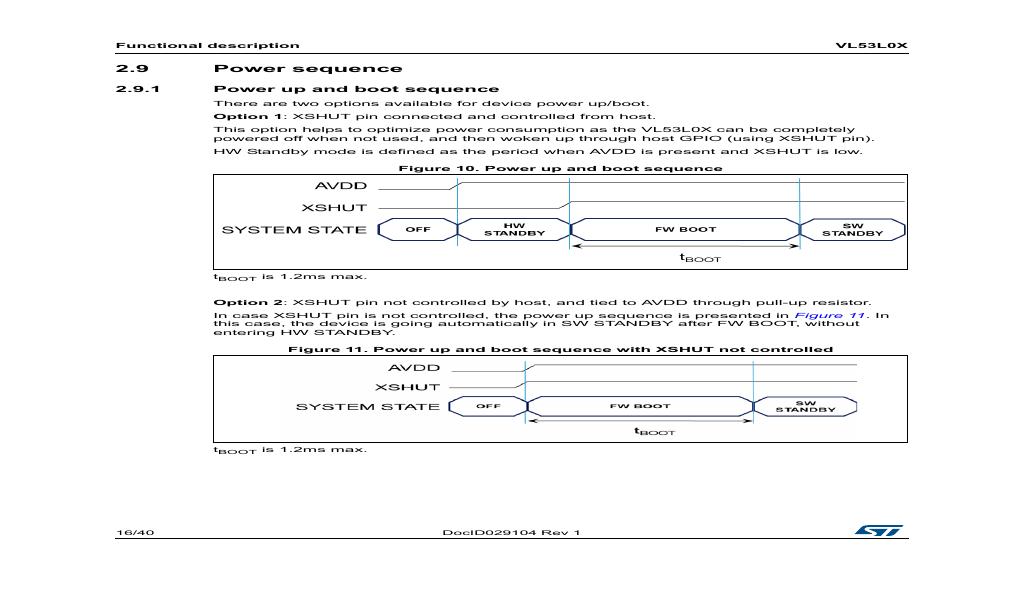 Functional description VL53L0X
2.9 Power sequence
2.9.1 Power up and boot sequence
There are two options available for device power up/boot.
Option 1: XSHUT pin connected and controlled from host.
This option helps to optimize power consumption as the VL53L0X can be completely
powered off when not used, and then woken up through host GPIO (using XSHUT pin).
HW Standby mode is defined as the period when AVDD is present and XSHUT is low.
Figure 10. Power up and boot sequence
AVDD
XSHUT
SYSTEM STATE OFF HW STANDBY FW BOOT SW STANDBY
tBOOT
tBOOT is 1.2ms max.
Option 2: XSHUT pin not controlled by host, and tied to AVDD through pull-up resistor.
In case XSHUT pin is not controlled, the power up sequence is presented in Figure 11. In
this case, the device is going automatically in SW STANDBY after FW BOOT, without
entering HW STANDBY.
Figure 11. Power up and boot sequence with XSHUT not controlled
AVDD
XSHUT
SYSTEM STATE OFF FW BOOT SW STANDBY
tBOOT
tBOOT is 1.2ms max.
16/40 DocID029104 Rev 1 ST